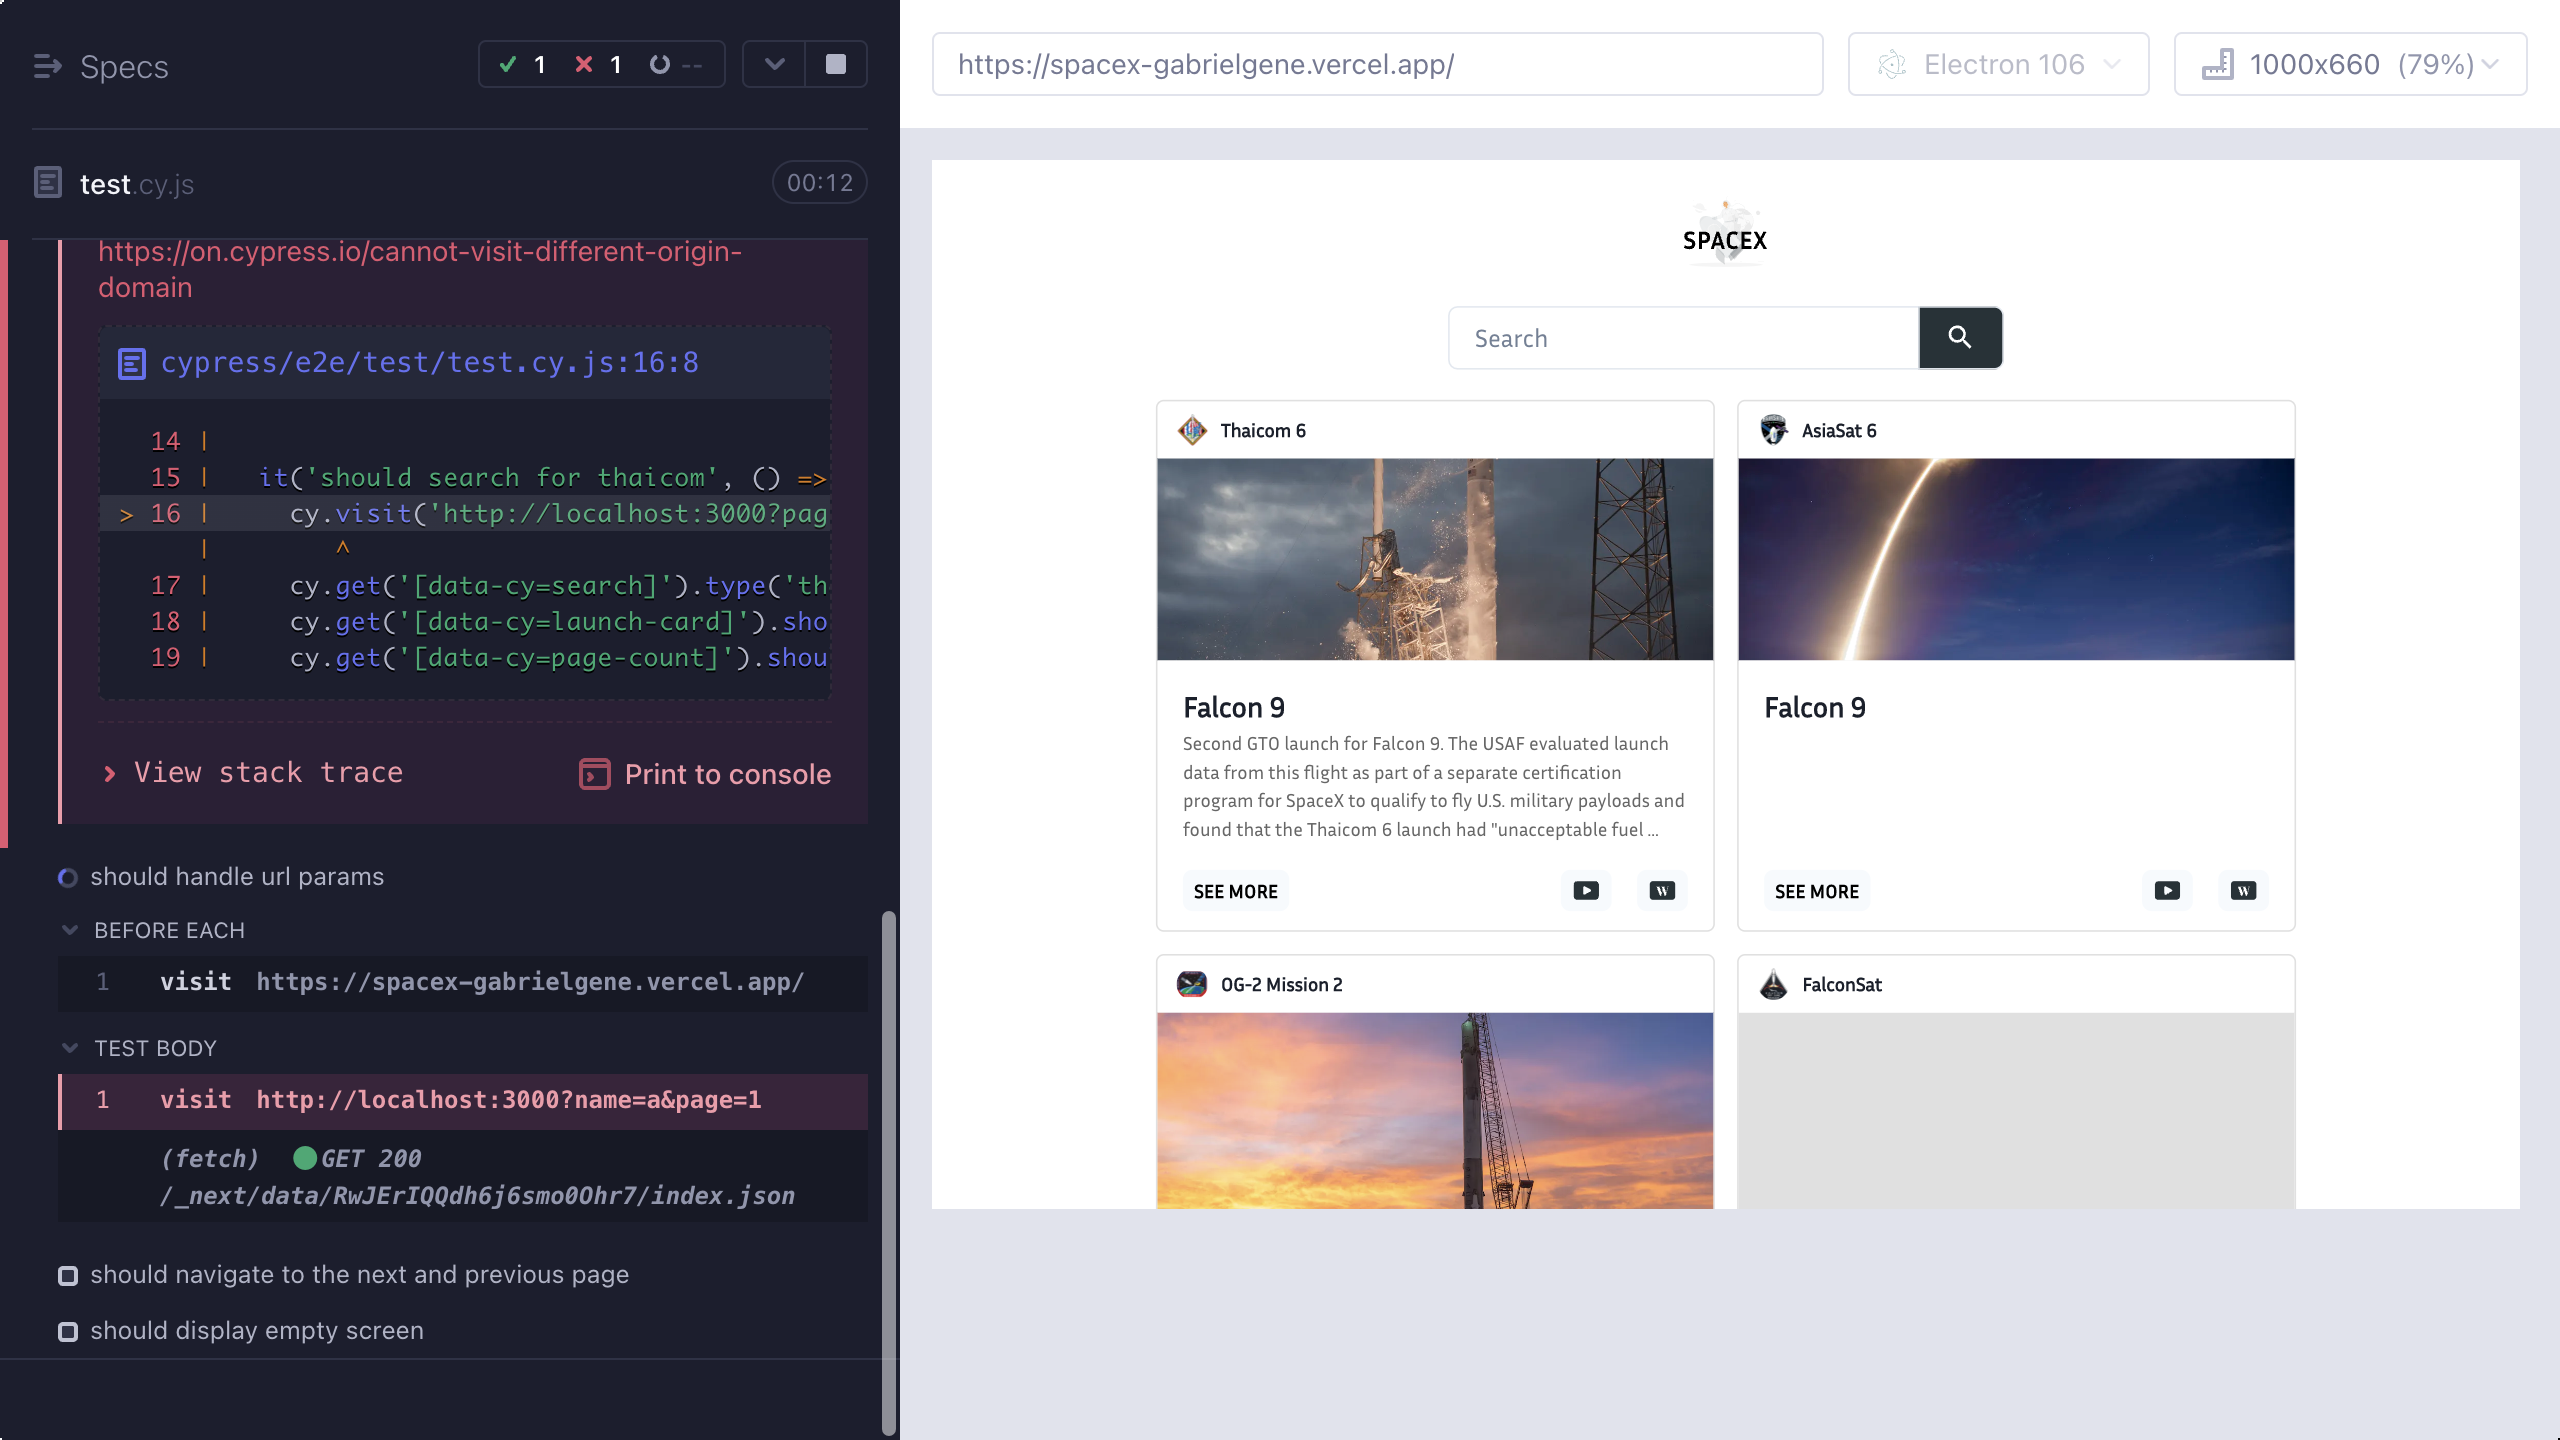 Specs
1 1 --
test.cy.js
00:12
https://on.cypress.io/cannot-visit-different-origin-
domain
cypress/e2e/test/test.cy.js:16:8
14 |
15 | it('should search for thaicom', () =>
> 16 | cy.visit('http://localhost:3000?pag
| ^
17 | cy.get('[data-cy=search]').type('th
18 | cy.get('[data-cy=launch-card]').sho
19 | cy.get('[data-cy=page-count]').shou
View stack trace
Print to console
should handle url params
BEFORE EACH
1 visit https://spacex-gabrielgene.vercel.app/
TEST BODY
1 visit http://localhost:3000?name=a&page=1
(fetch) GET 200
/_next/data/RwJErIQQdh6j6smo0Ohr7/index.json
should navigate to the next and previous page
should display empty screen
https://spacex-gabrielgene.vercel.app/
Electron 106
1000x660 (79%)
SPACEX
Search
Thaicom 6
Falcon 9
Second GTO launch for Falcon 9. The USAF evaluated launch
data from this flight as part of a separate certification
program for SpaceX to qualify to fly U.S. military payloads and
found that the Thaicom 6 launch had "unacceptable fuel ...
SEE MORE
W
AsiaSat 6
Falcon 9
SEE MORE
W
OG-2 Mission 2
FalconSat